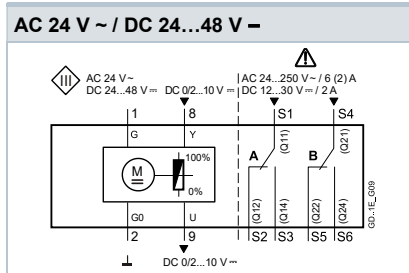 AC 24 V ~ / DC 24...48 V ⎓
III
AC 24 V ~
DC 24...48 V ⎓
DC 0/2...10 V ⎓
AC 24...250 V ~ / 6 (2) A
DC 12...30 V ⎓ / 2 A
1
8
S1
S4
G
Y
(Q11)
(Q21)
A
B
M
100%
0%
(Q12)
(Q14)
(Q22)
(Q24)
G0
U
2
9
S2
S3
S5
S6
DC 0/2...10 V ⎓
GD..1E_G09